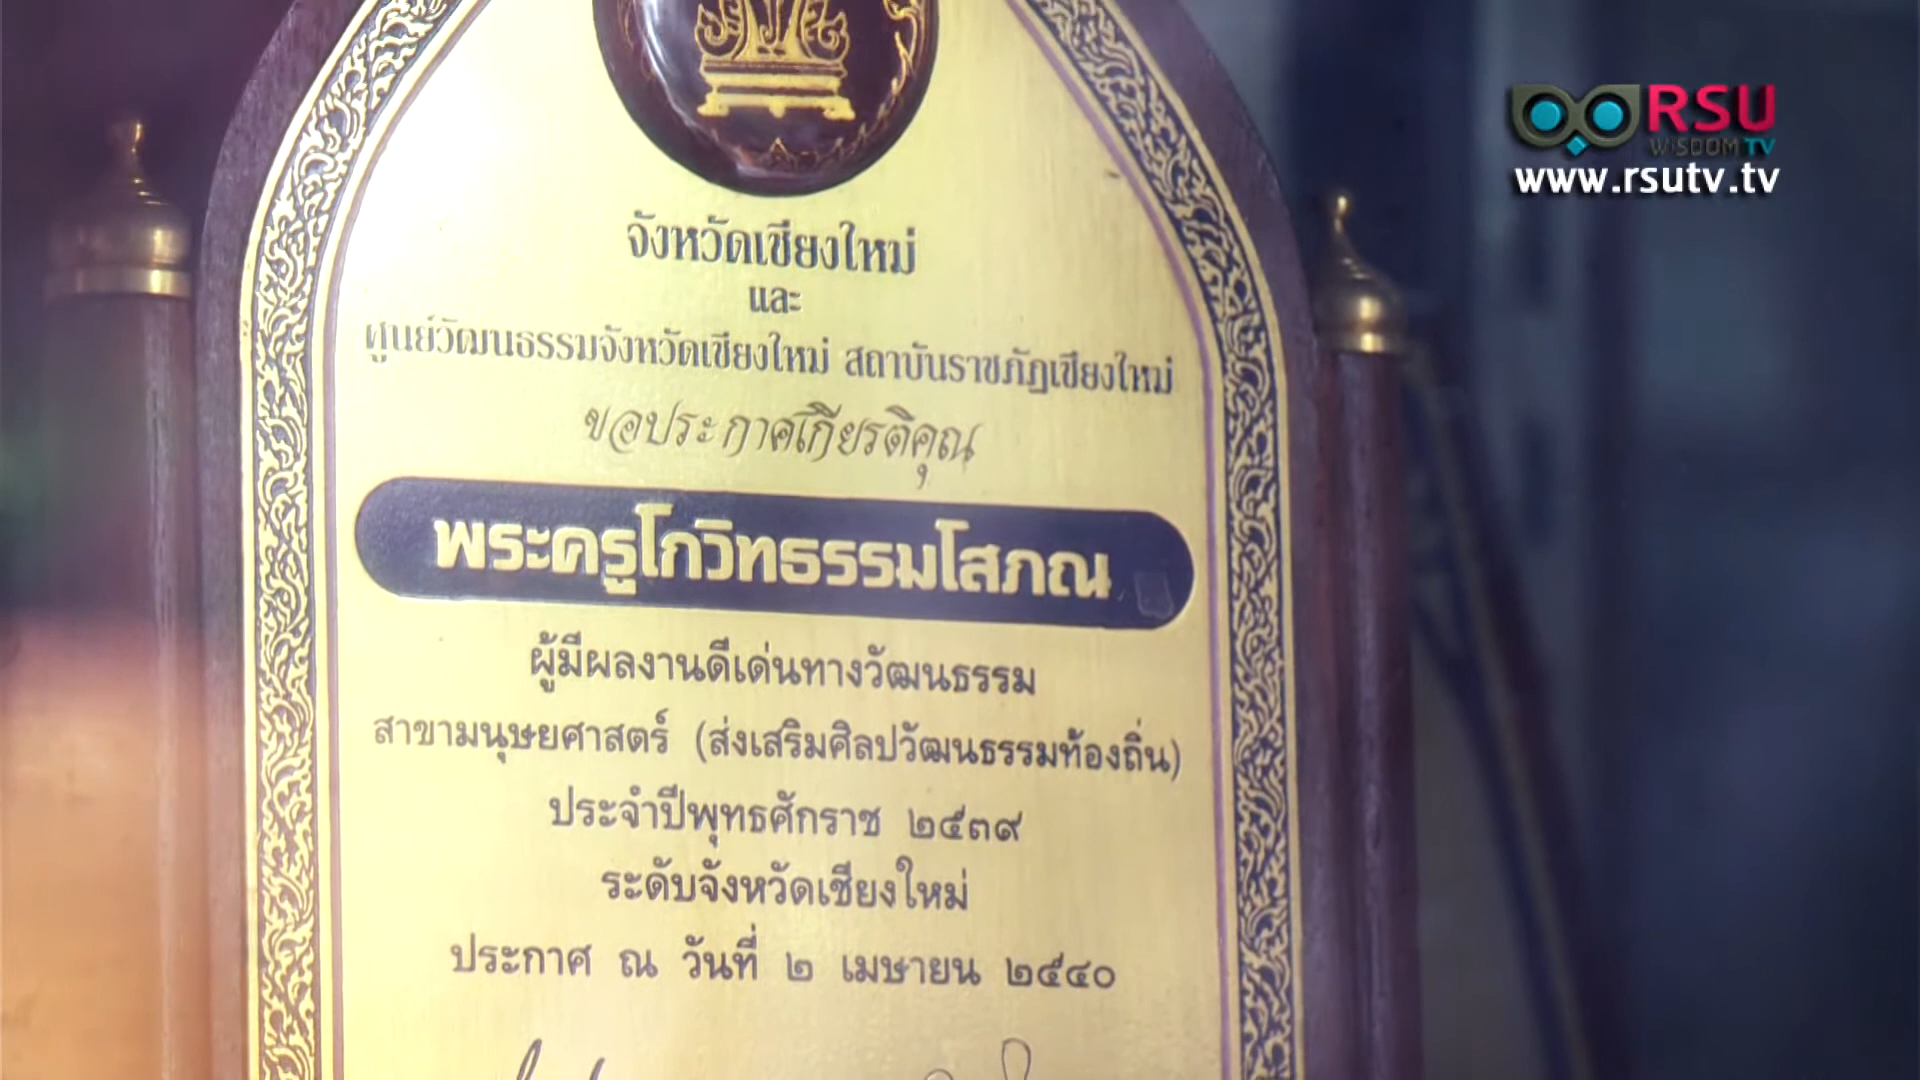 RSU
WISDOM TV
www.rsutv.tv
จังหวัดเชียงใหม่
และ
ศูนย์วัฒนธรรมจังหวัดเชียงใหม่ สถาบันราชภัฏเชียงใหม่
ขอประกาศเกียรติคุณ
พระครูโกวิทธรรมโสภณ
ผู้มีผลงานดีเด่นทางวัฒนธรรม
สาขามนุษยศาสตร์ (ส่งเสริมศิลปวัฒนธรรมท้องถิ่น)
ประจำปีพุทธศักราช ๒๕๓๙
ระดับจังหวัดเชียงใหม่
ประกาศ ณ วันที่ ๒ เมษายน ๒๕๔๐